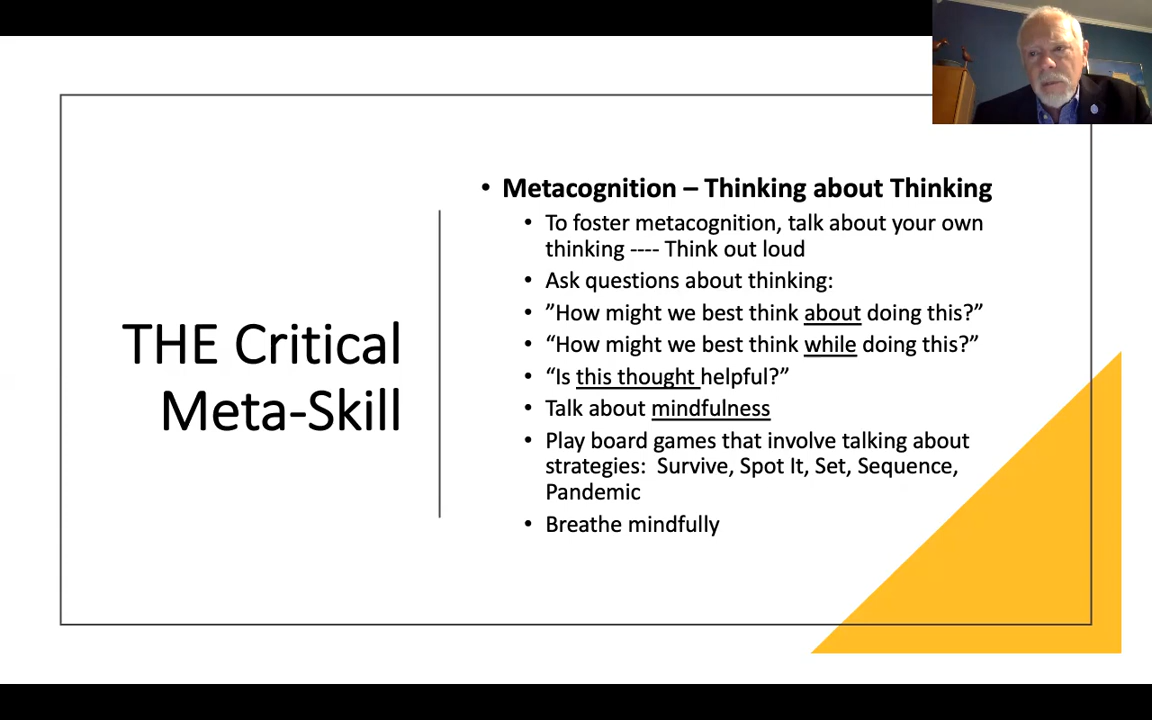 THE Critical
Meta-Skill
• Metacognition – Thinking about Thinking
• To foster metacognition, talk about your own
thinking ---- Think out loud
• Ask questions about thinking:
• ”How might we best think about doing this?”
• “How might we best think while doing this?”
• “Is this thought helpful?”
• Talk about mindfulness
• Play board games that involve talking about
strategies:  Survive, Spot It, Set, Sequence,
Pandemic
• Breathe mindfully